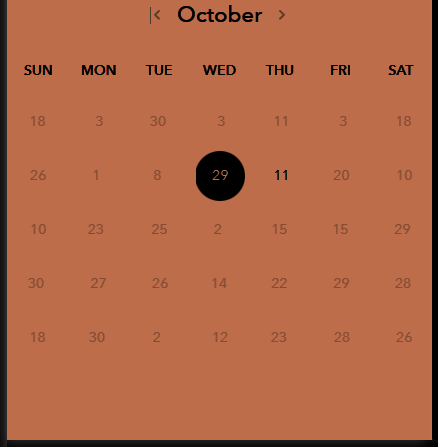 ‹ October ›
SUN MON TUE WED THU FRI SAT
18 3 30 3 11 3 18
26 1 8 29 11 20 10
10 23 25 2 15 15 29
30 27 26 14 22 29 28
18 30 2 12 23 28 26